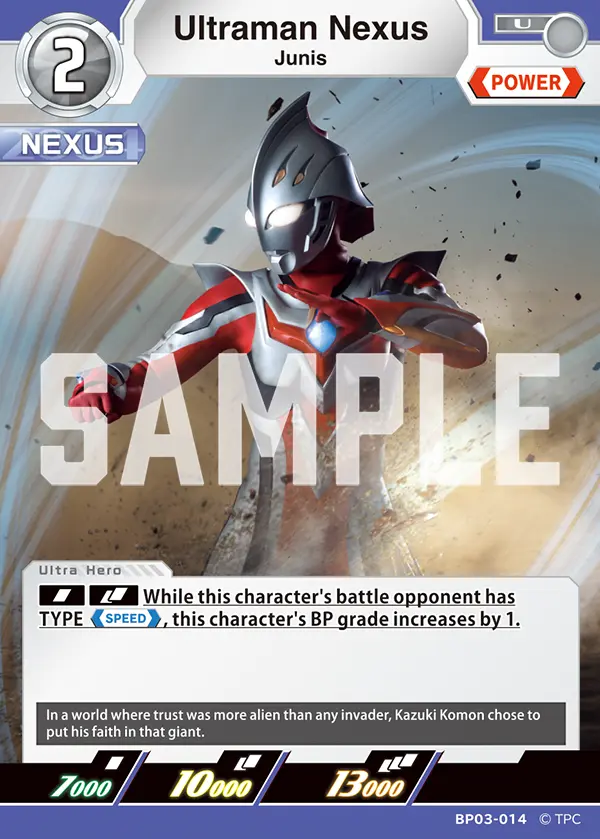 2
Ultraman Nexus
Junis
U
POWER
NEXUS
SAMPLE
Ultra Hero
While this character's battle opponent has
TYPE SPEED, this character's BP grade increases by 1.
In a world where trust was more alien than any invader, Kazuki Komon chose to
put his faith in that giant.
7000
10000
13000
BP03-014 © TPC